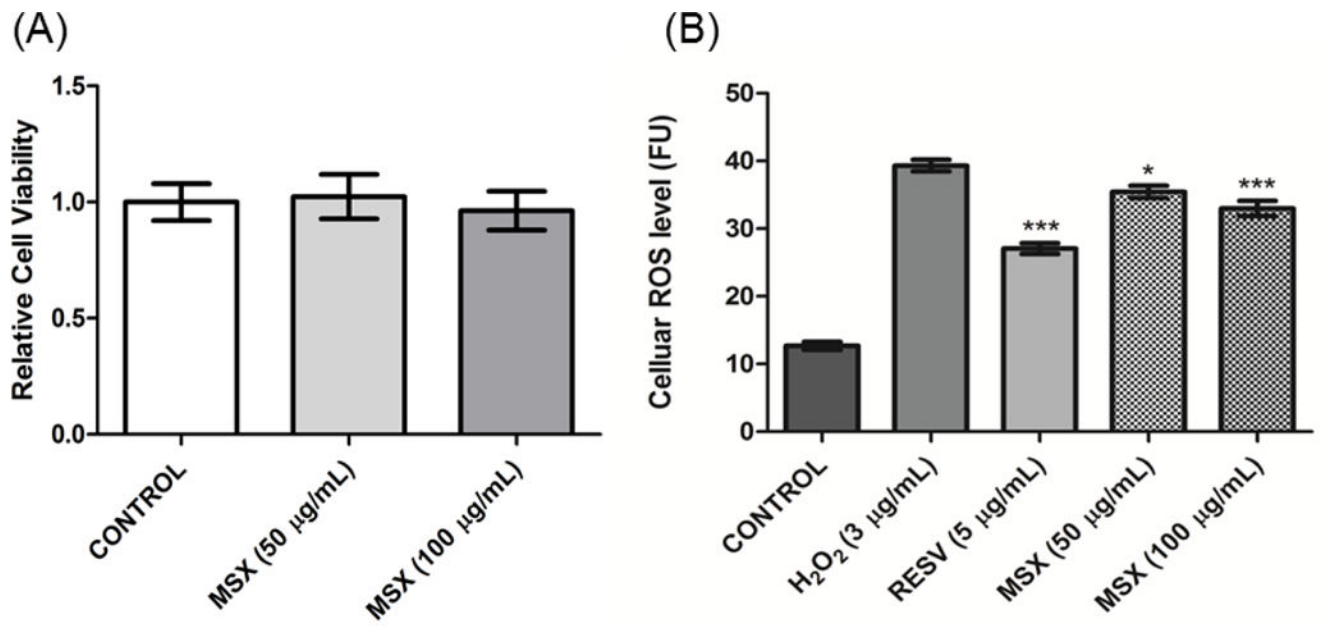 (A)
Relative Cell Viability
1.5
1.0
0.5
0.0
CONTROL
MSX (50 μg/mL)
MSX (100 μg/mL)
(B)
Celluar ROS level (FU)
50
40
30
20
10
0
***
*
***
CONTROL
H₂O₂ (3 μg/mL)
RESV (5 μg/mL)
MSX (50 μg/mL)
MSX (100 μg/mL)